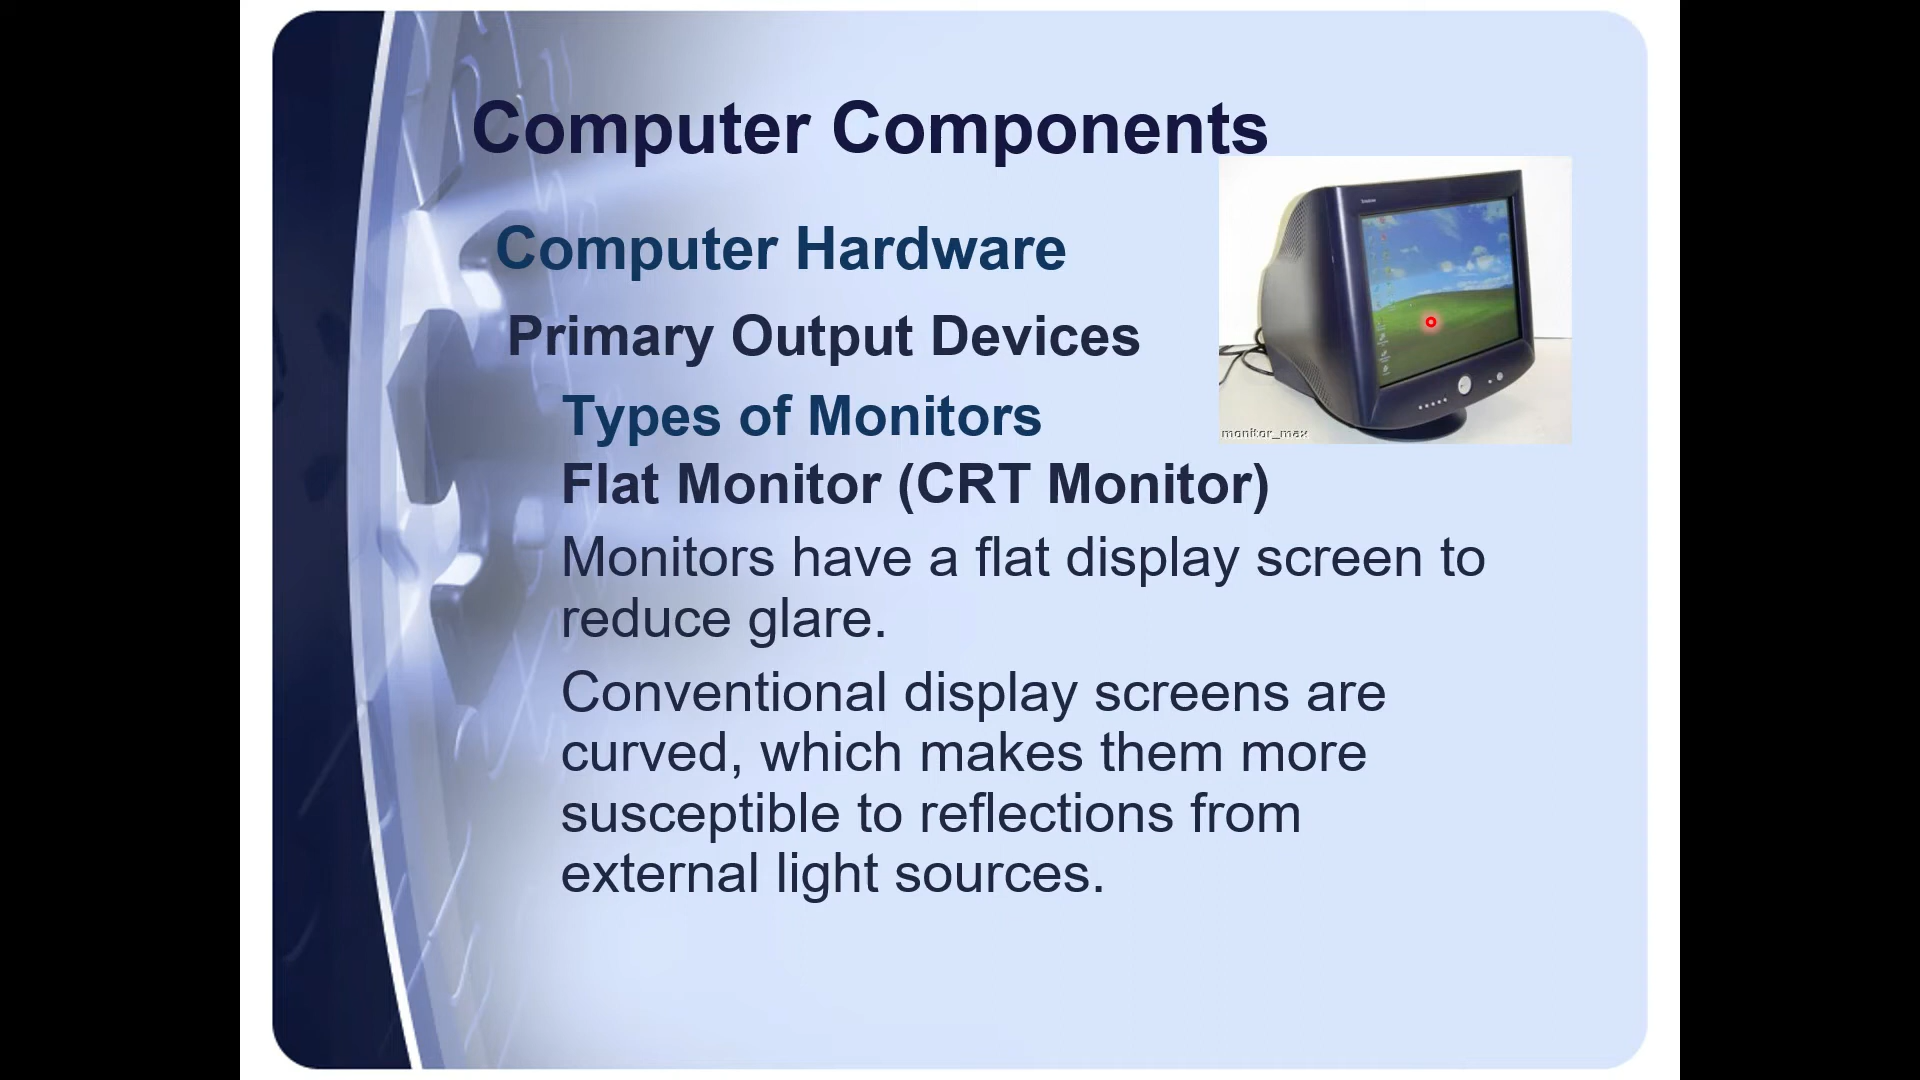 Computer Components
Computer Hardware
Primary Output Devices
Types of Monitors
monitor_max
Flat Monitor (CRT Monitor)
Monitors have a flat display screen to
reduce glare.
Conventional display screens are
curved, which makes them more
susceptible to reflections from
external light sources.